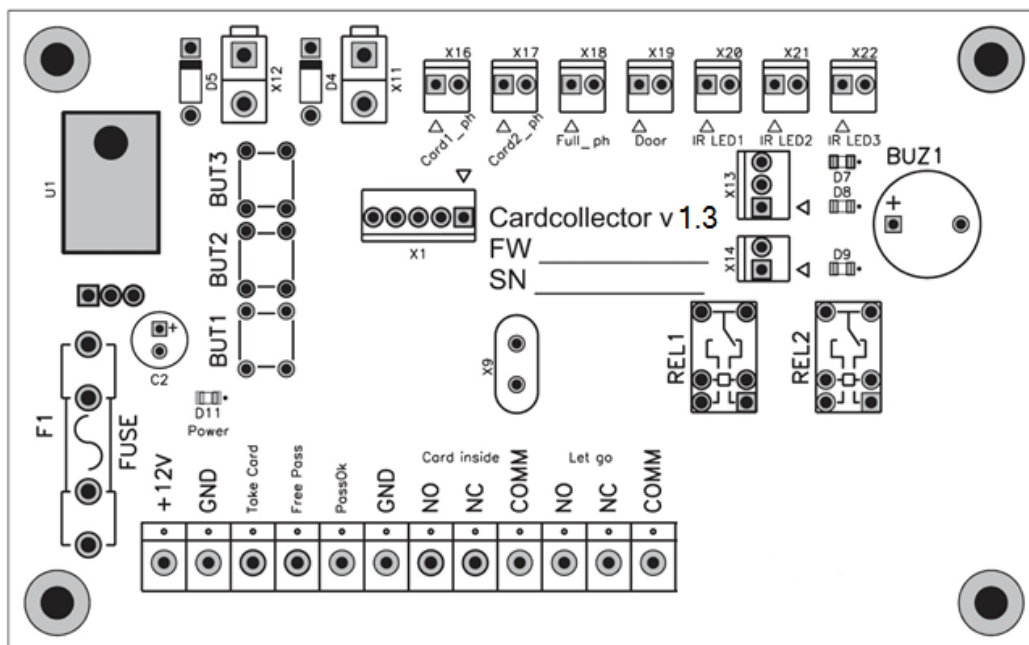 X16 X17 X18 X19 X20 X21 X22
D5 X12 D4 X11
Card1_ph Card2_ph Full_ph Door IR LED1 IR LED2 IR LED3
U1
BUT3
BUT2
BUT1
X1
Cardcollector v 1.3
FW
SN
X13
X14
D7
D8
D9
BUZ1
+
+
C2
X9
REL1
REL2
D11
Power
F1
FUSE
Card inside Let go
+12V GND Take Card Free Pass PassOk GND NO NC COMM NO NC COMM